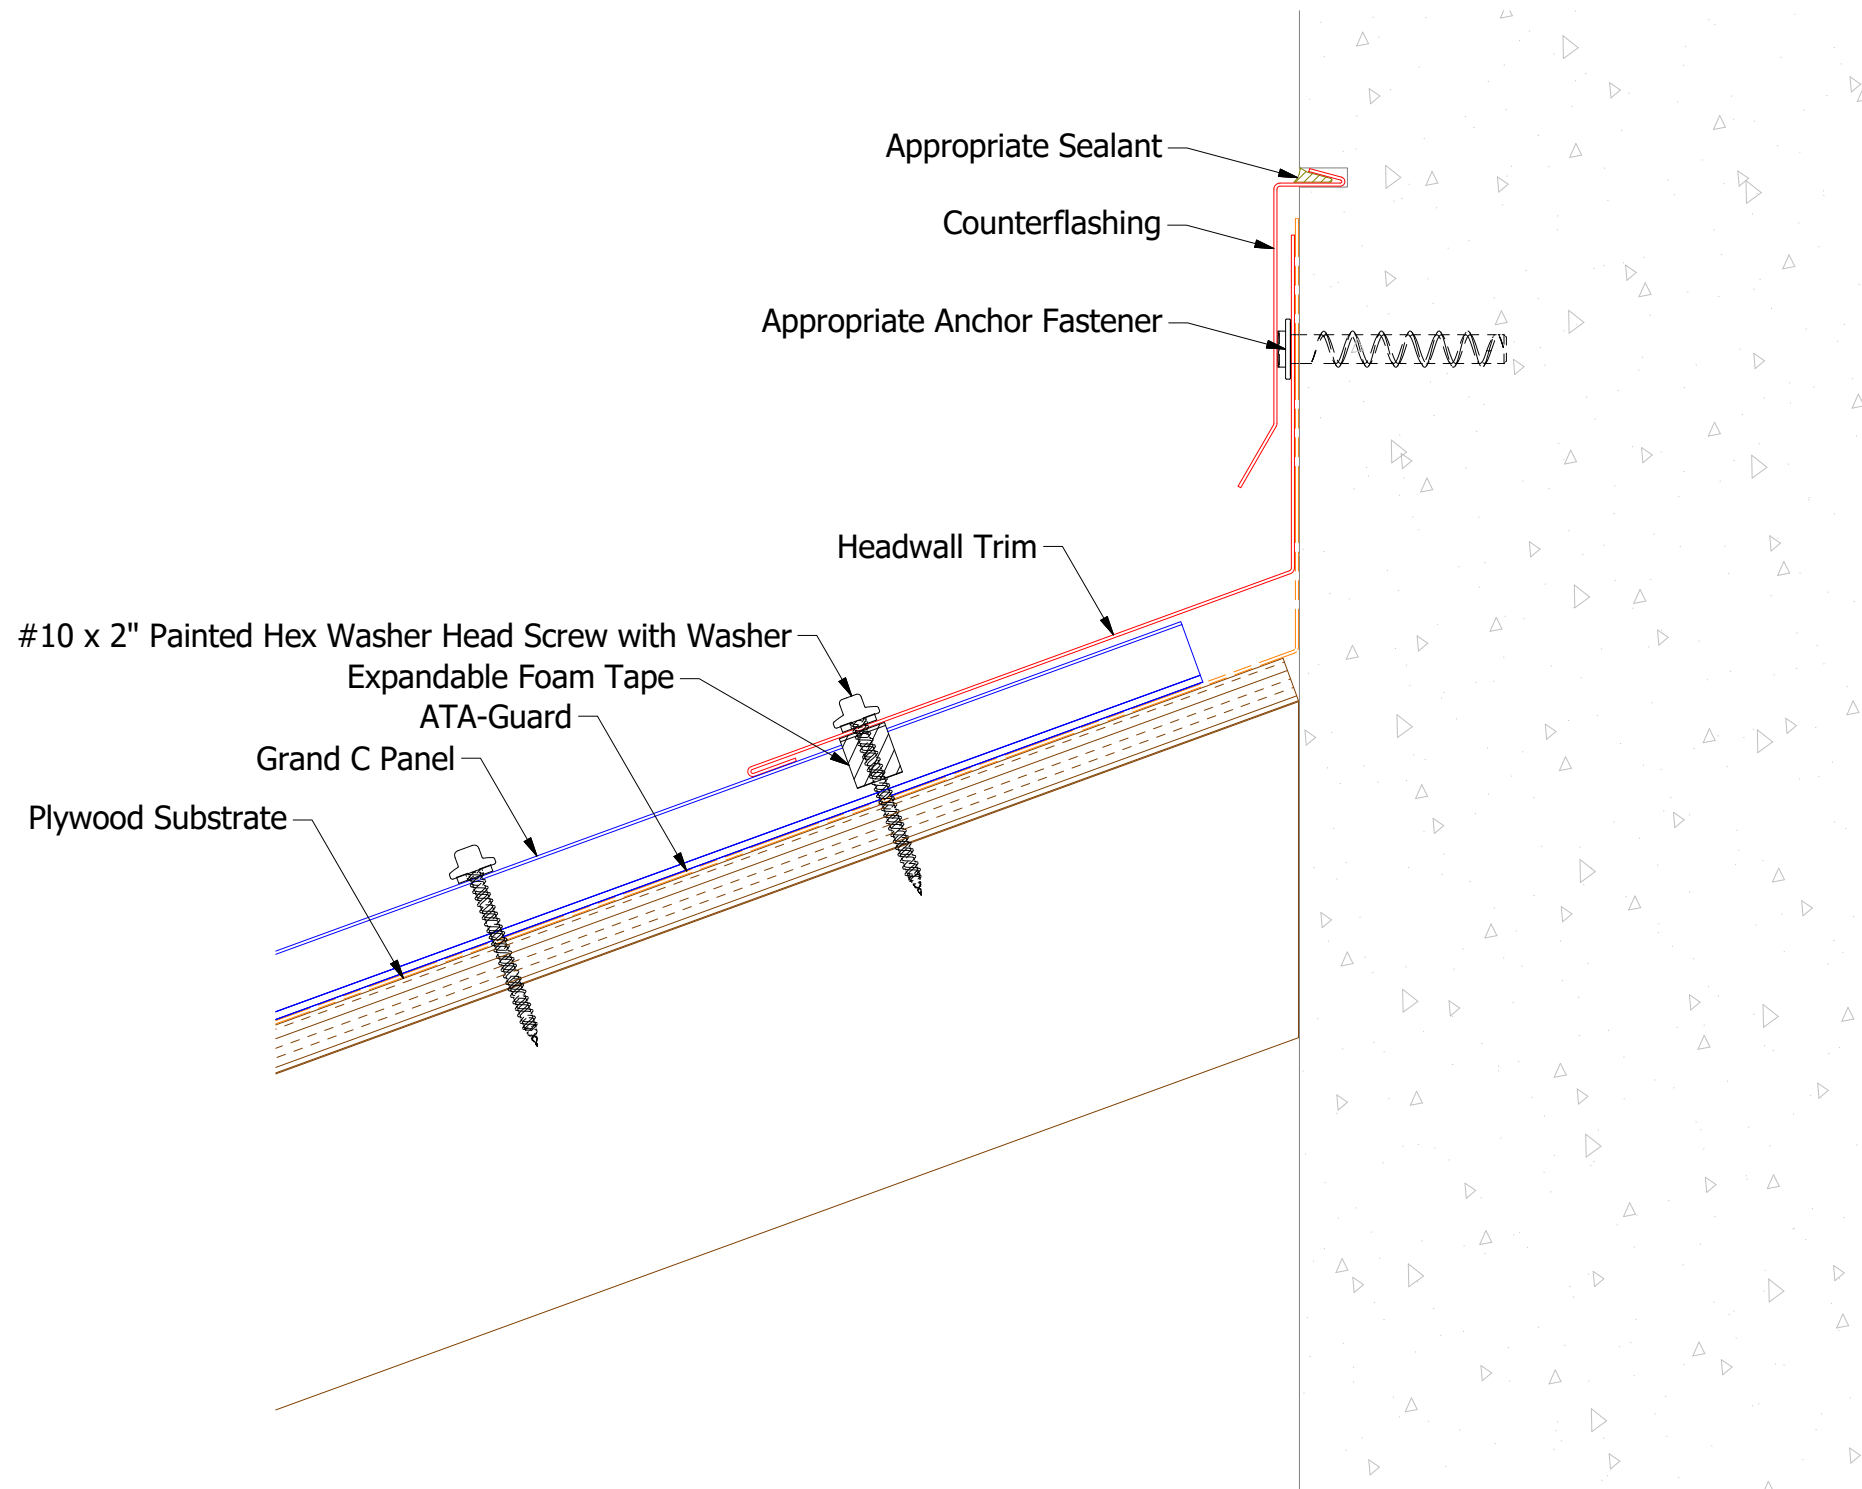 Appropriate Sealant
Counterflashing
Appropriate Anchor Fastener
Headwall Trim
#10 x 2" Painted Hex Washer Head Screw with Washer
Expandable Foam Tape
ATA-Guard
Grand C Panel
Plywood Substrate